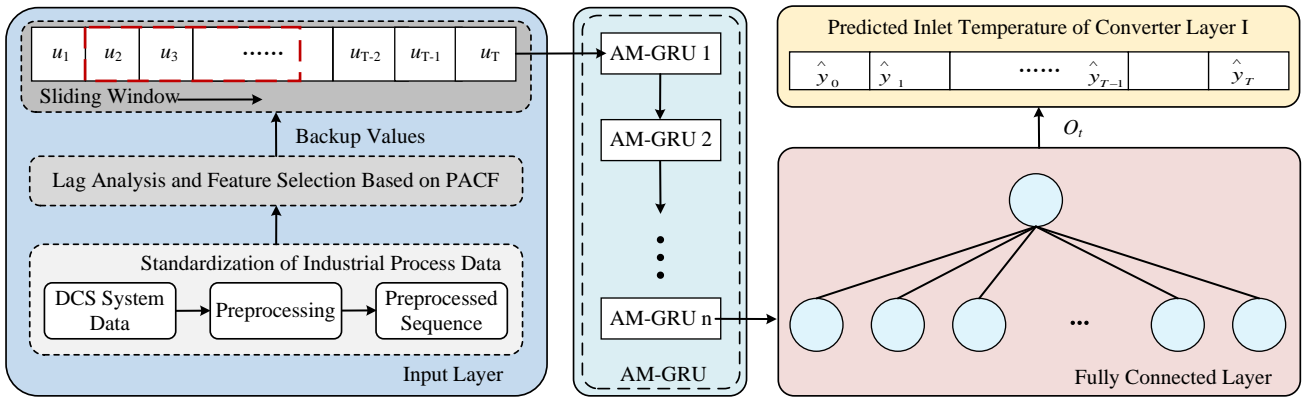 u1 u2 u3 ...... uT-2 uT-1 uT
Sliding Window
Backup Values
Lag Analysis and Feature Selection Based on PACF
Standardization of Industrial Process Data
DCS System
Data
Preprocessing
Preprocessed
Sequence
Input Layer
AM-GRU 1
AM-GRU 2
AM-GRU n
AM-GRU
Predicted Inlet Temperature of Converter Layer I
ŷ0 ŷ1 ...... ŷT−1 ŷT
Ot
...
Fully Connected Layer